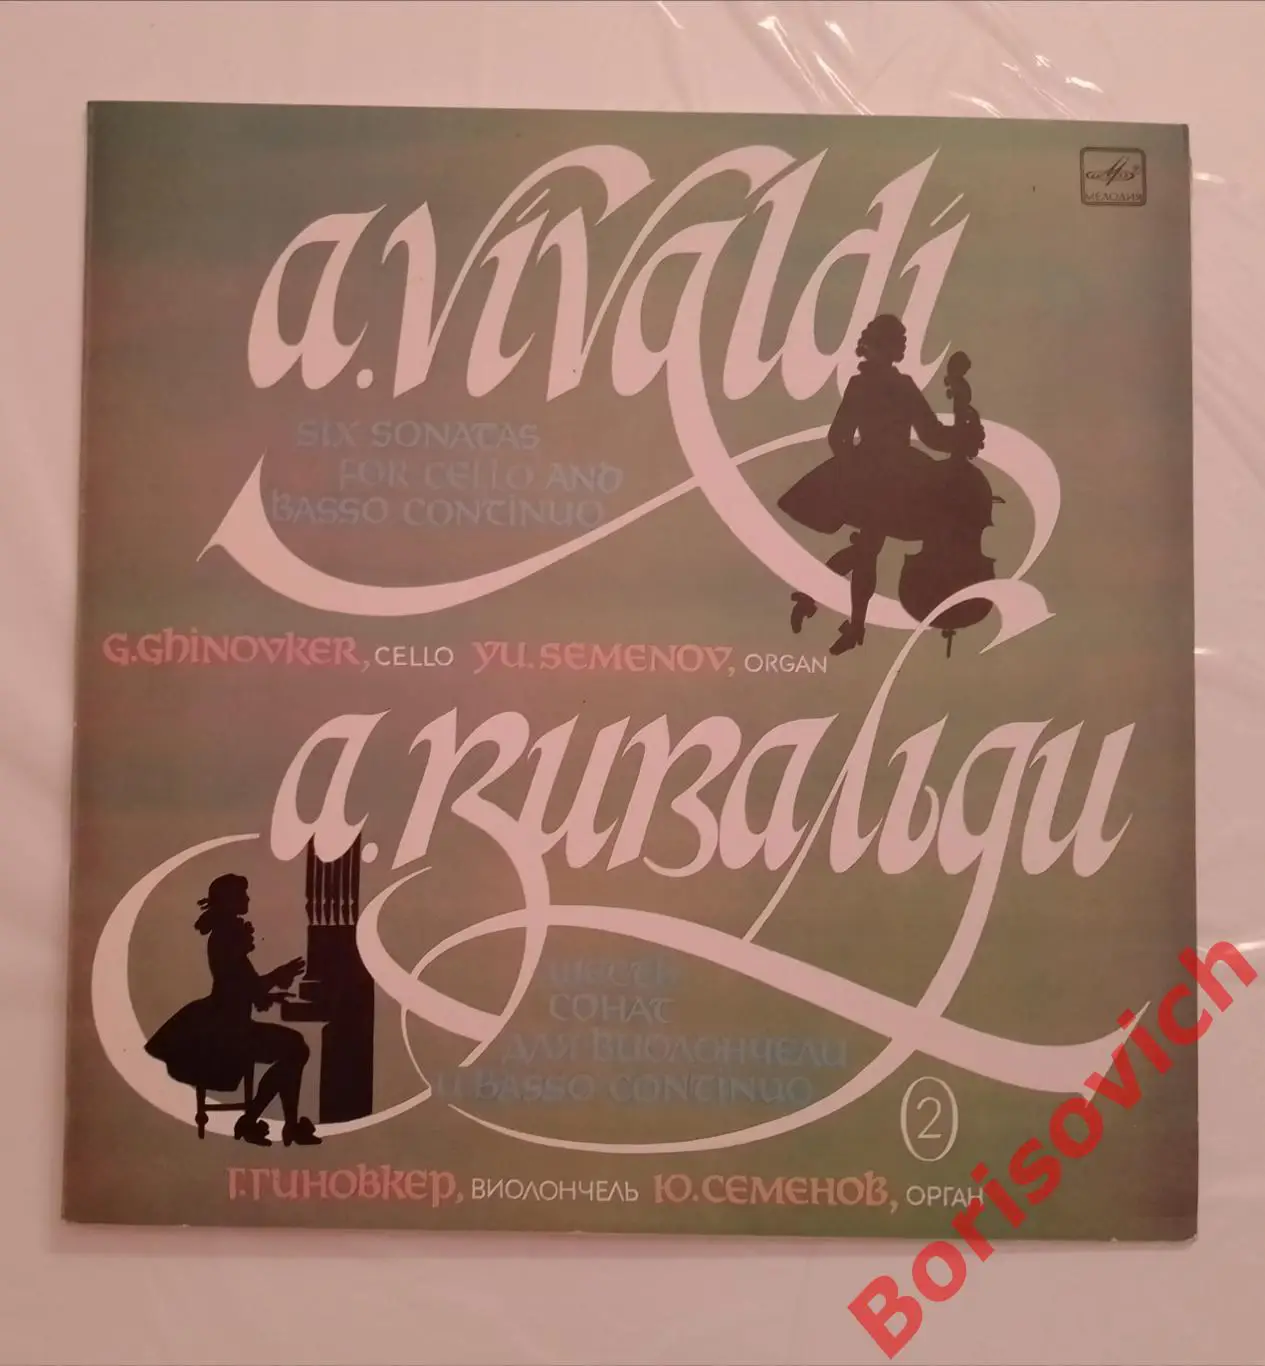 a.vivaldi
МЕЛОДИЯ
SIX SONATAS
FOR CELLO AND
BASSO CONTINUO
G.GHINOVKER, CELLO YU.SEMENOV, ORGAN
а.вивальди
ШЕСТЬ
СОНАТ
ДЛЯ ВИОЛОНЧЕЛИ
И BASSO CONTINUO
2
Г.ГИНОВКЕР, ВИОЛОНЧЕЛЬ Ю.СЕМЕНОВ, ОРГАН
Borisovich